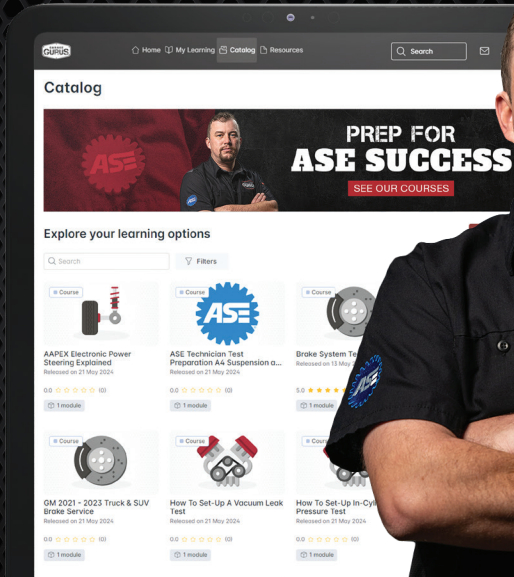 GARAGE
GURUS
Home My Learning Catalog Resources
Search
Catalog
ASE
PREP FOR
ASE SUCCESS
SEE OUR COURSES
Explore your learning options
Search
Filters
Course
Course
Course
ASE
AAPEX Electronic Power
Steering Explained
Released on 21 May 2024
0.0 (0)
1 module
ASE Technician Test
Preparation A4 Suspension a...
Released on 21 May 2024
0.0 (0)
1 module
Brake System Te
Released on 13 May
5.0
1 module
ASE
Course
Course
Cours
GM 2021 - 2023 Truck & SUV
Brake Service
Released on 21 May 2024
0.0 (0)
1 module
How To Set-Up A Vacuum Leak
Test
Released on 21 May 2024
0.0 (0)
1 module
How To Set-Up In-Cyli
Pressure Test
Released on 21 May 2024
0.0 (0)
1 module